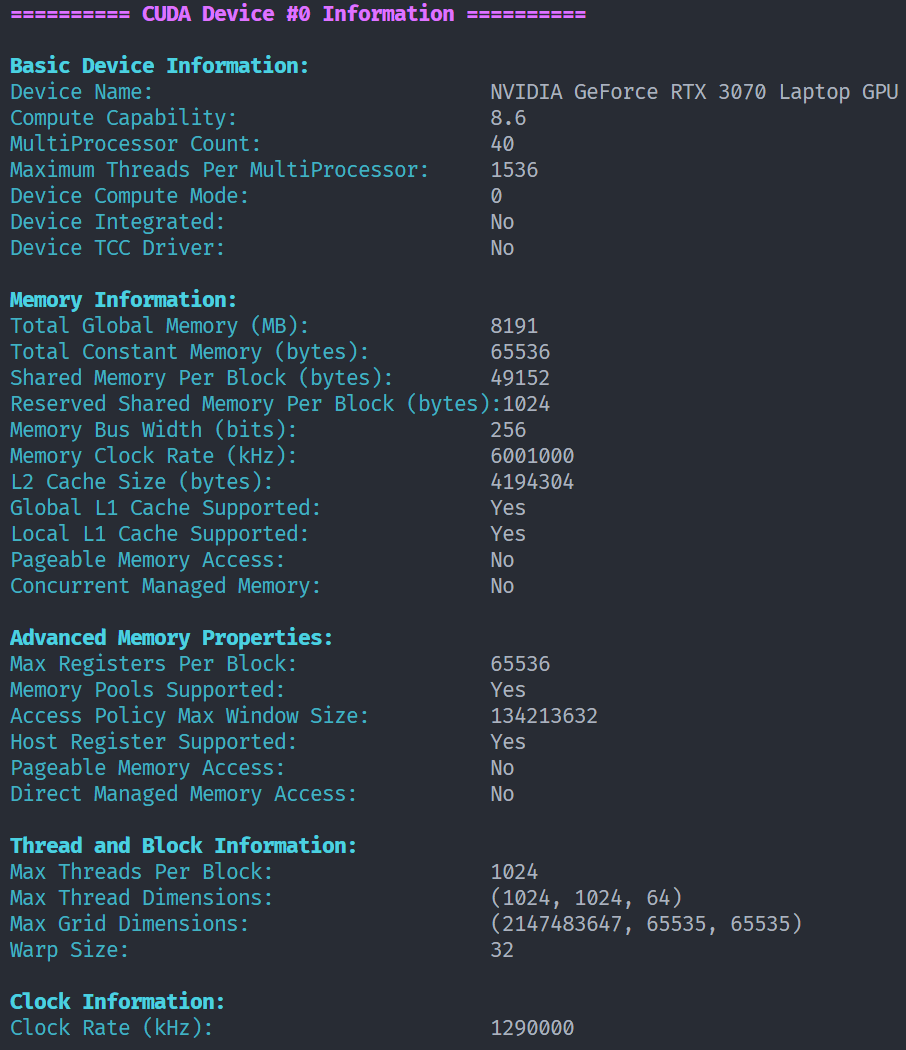 ========== CUDA Device #0 Information ==========
Basic Device Information:
Device Name: NVIDIA GeForce RTX 3070 Laptop GPU
Compute Capability: 8.6
MultiProcessor Count: 40
Maximum Threads Per MultiProcessor: 1536
Device Compute Mode: 0
Device Integrated: No
Device TCC Driver: No
Memory Information:
Total Global Memory (MB): 8191
Total Constant Memory (bytes): 65536
Shared Memory Per Block (bytes): 49152
Reserved Shared Memory Per Block (bytes):1024
Memory Bus Width (bits): 256
Memory Clock Rate (kHz): 6001000
L2 Cache Size (bytes): 4194304
Global L1 Cache Supported: Yes
Local L1 Cache Supported: Yes
Pageable Memory Access: No
Concurrent Managed Memory: No
Advanced Memory Properties:
Max Registers Per Block: 65536
Memory Pools Supported: Yes
Access Policy Max Window Size: 134213632
Host Register Supported: Yes
Pageable Memory Access: No
Direct Managed Memory Access: No
Thread and Block Information:
Max Threads Per Block: 1024
Max Thread Dimensions: (1024, 1024, 64)
Max Grid Dimensions: (2147483647, 65535, 65535)
Warp Size: 32
Clock Information:
Clock Rate (kHz): 1290000